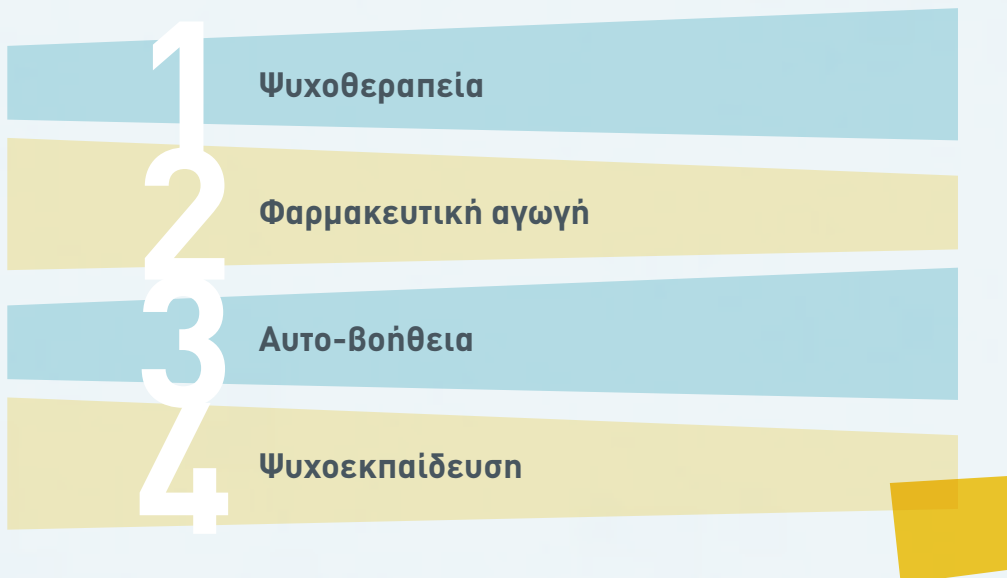 1 Ψυχοθεραπεία
2 Φαρμακευτική αγωγή
3 Αυτο-βοήθεια
4 Ψυχοεκπαίδευση